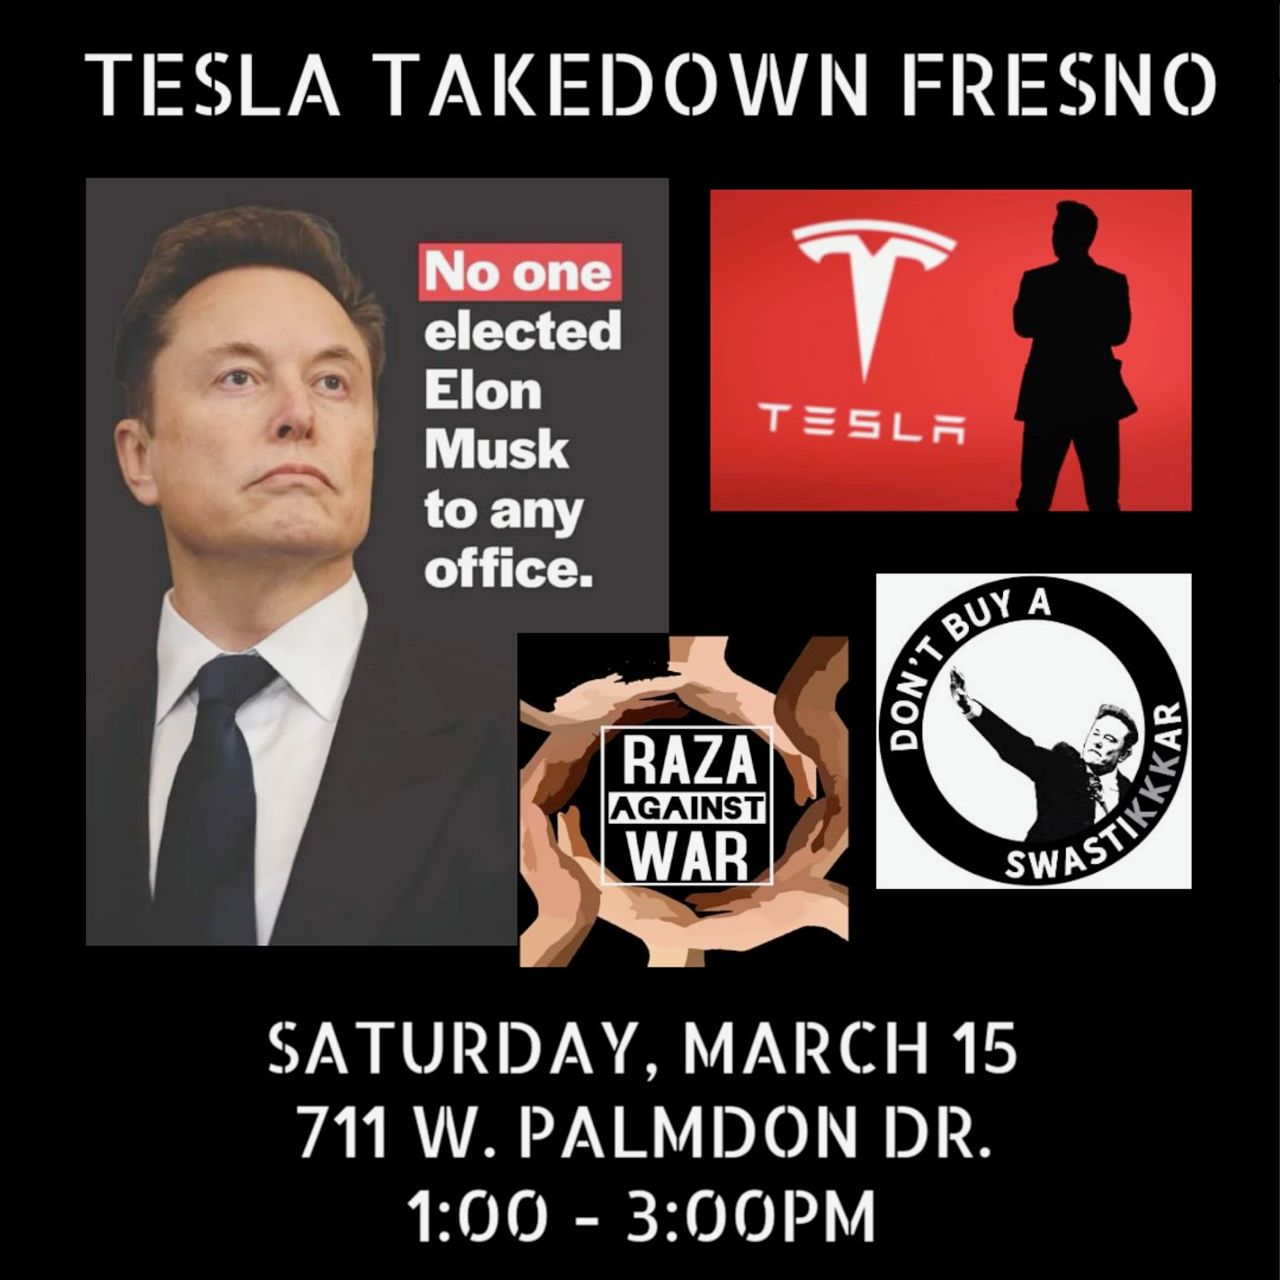 TESLA TAKEDOWN FRESNO
No one
elected
Elon
Musk
to any
office.
TESLA
DON'T BUY A
SWASTIKKKAR
RAZA
AGAINST
WAR
SATURDAY, MARCH 15
711 W. PALMDON DR.
1:00 - 3:00PM